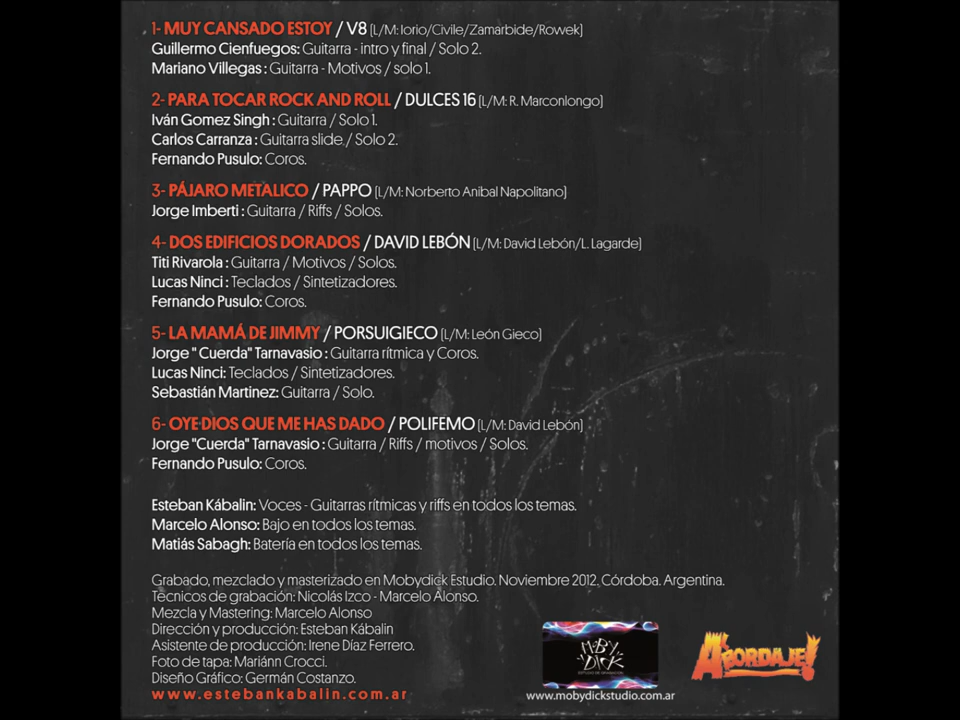 1- MUY CANSADO ESTOY / V8 [L/M: Iorio/Civile/Zamarbide/Rowek]
Guillermo Cienfuegos: Guitarra - intro y final / Solo 2.
Mariano Villegas : Guitarra - Motivos / solo 1.
2- PARA TOCAR ROCK AND ROLL / DULCES 16 [L/M: R. Marconlongo]
Iván Gomez Singh : Guitarra / Solo 1.
Carlos Carranza : Guitarra slide / Solo 2.
Fernando Pusulo: Coros.
3- PÁJARO METALICO / PAPPO [L/M: Norberto Aníbal Napolitano]
Jorge Imberti : Guitarra / Riffs / Solos.
4- DOS EDIFICIOS DORADOS / DAVID LEBÓN [L/M: David Lebón/L. Lagarde]
Titi Rivarola : Guitarra / Motivos / Solos.
Lucas Ninci : Teclados / Sintetizadores.
Fernando Pusulo: Coros.
5- LA MAMÁ DE JIMMY / PORSUIGIECO [L/M: León Gieco]
Jorge " Cuerda" Tarnavasio : Guitarra rítmica y Coros.
Lucas Ninci: Teclados / Sintetizadores.
Sebastián Martinez: Guitarra / Solo.
6- OYE DIOS QUE ME HAS DADO / POLIFEMO [L/M: David Lebón]
Jorge "Cuerda" Tarnavasio : Guitarra / Riffs / motivos / Solos.
Fernando Pusulo: Coros.
Esteban Kábalin: Voces - Guitarras rítmicas y riffs en todos los temas.
Marcelo Alonso: Bajo en todos los temas.
Matiás Sabagh: Batería en todos los temas.
Grabado, mezclado y masterizado en Mobydick Estudio. Noviembre 2012. Córdoba. Argentina.
Técnicos de grabación: Nicolás Izco - Marcelo Alonso.
Mezcla y Mastering: Marcelo Alonso
Dirección y producción: Esteban Kábalin
Asistente de producción: Irene Díaz Ferrero.
Foto de tapa: Mariánn Crocci.
Diseño Gráfico: Germán Costanzo.
www.estebankabalin.com.ar
MOBY
DICK
ESTUDIO DE GRABACION
www.mobydickstudio.com.ar
ABORDAJE!